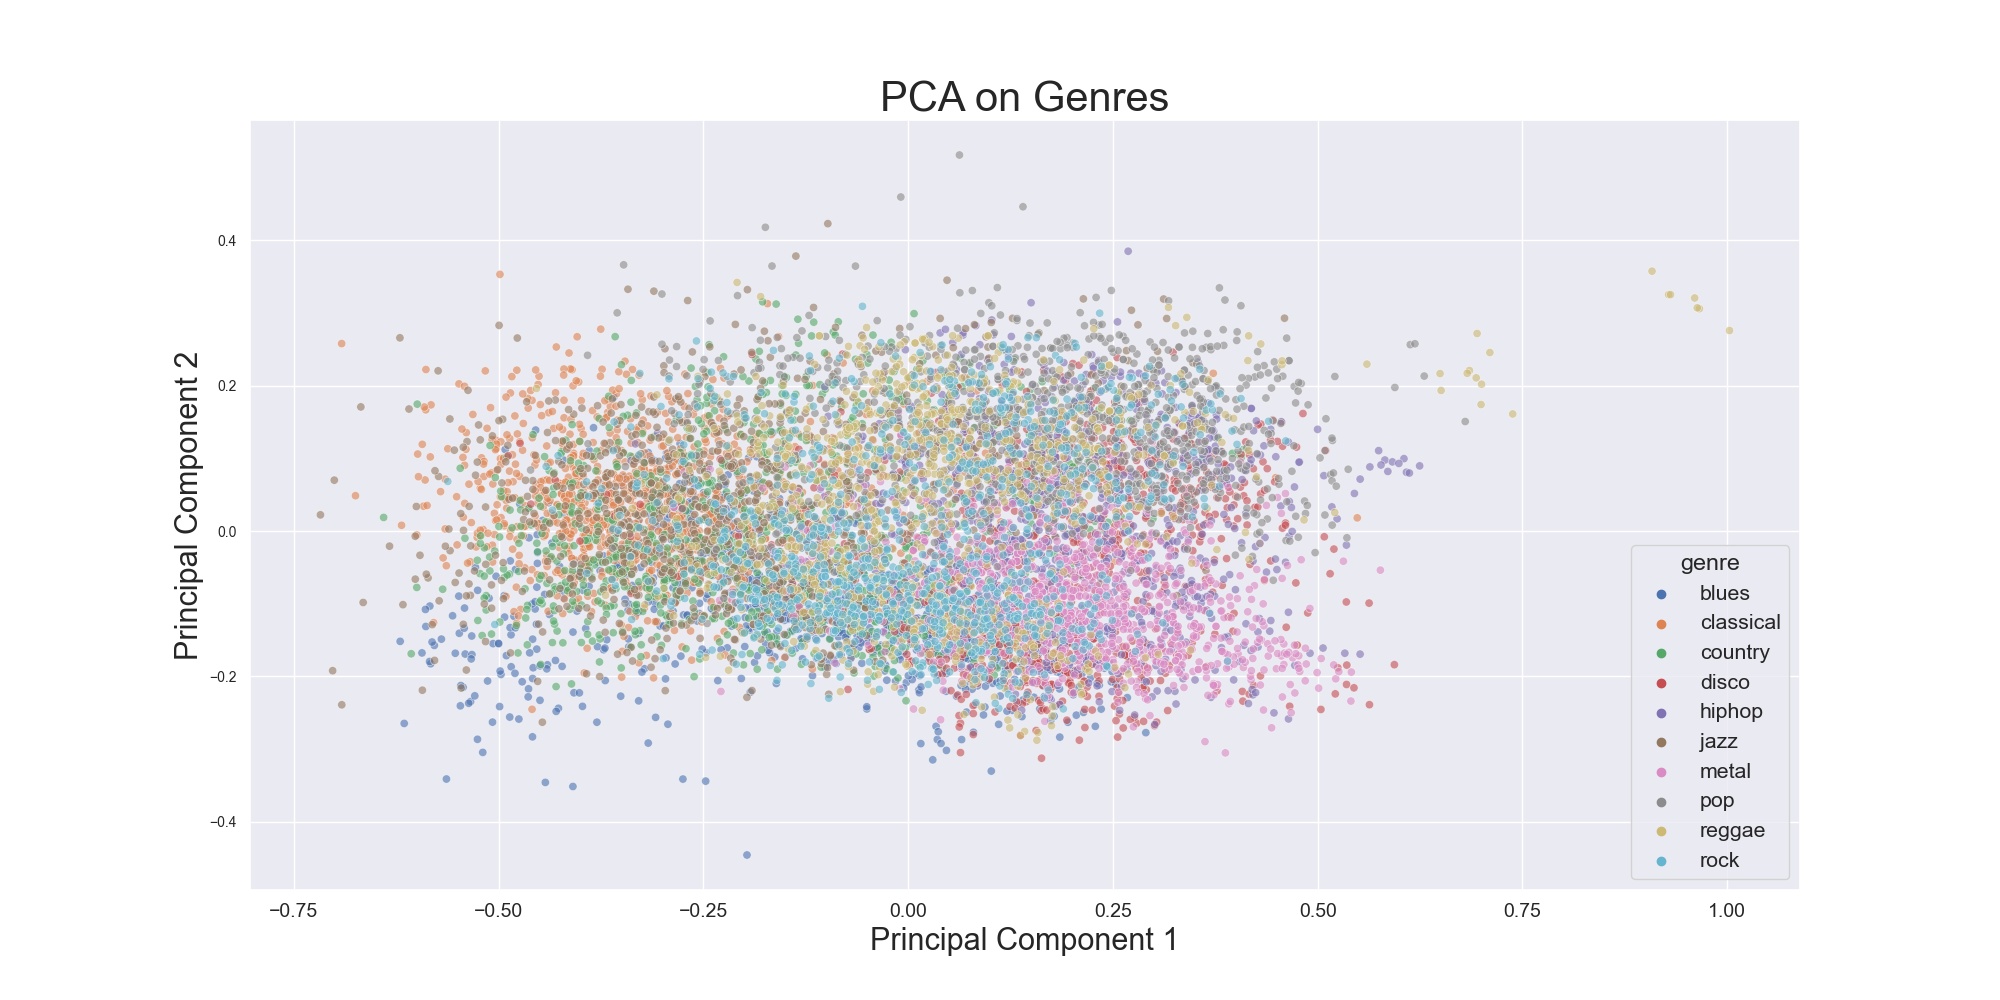 PCA on Genres
Principal Component 2
0.4
0.2
0.0
−0.2
−0.4
genre
blues
classical
country
disco
hiphop
jazz
metal
pop
reggae
rock
−0.75 −0.50 −0.25 0.00 0.25 0.50 0.75 1.00
Principal Component 1